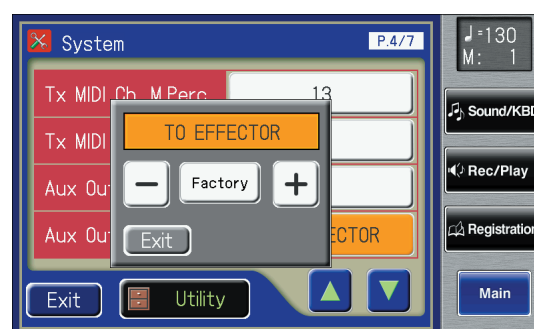 System P.4/7
♩=130
M: 1
Tx MIDI Ch. M.Perc 13
Tx MIDI
Aux Ou
Aux Ou ECTOR
TO EFFECTOR
− Factory +
Exit
Exit Utility
Sound/KBD
Rec/Play
Registration
Main